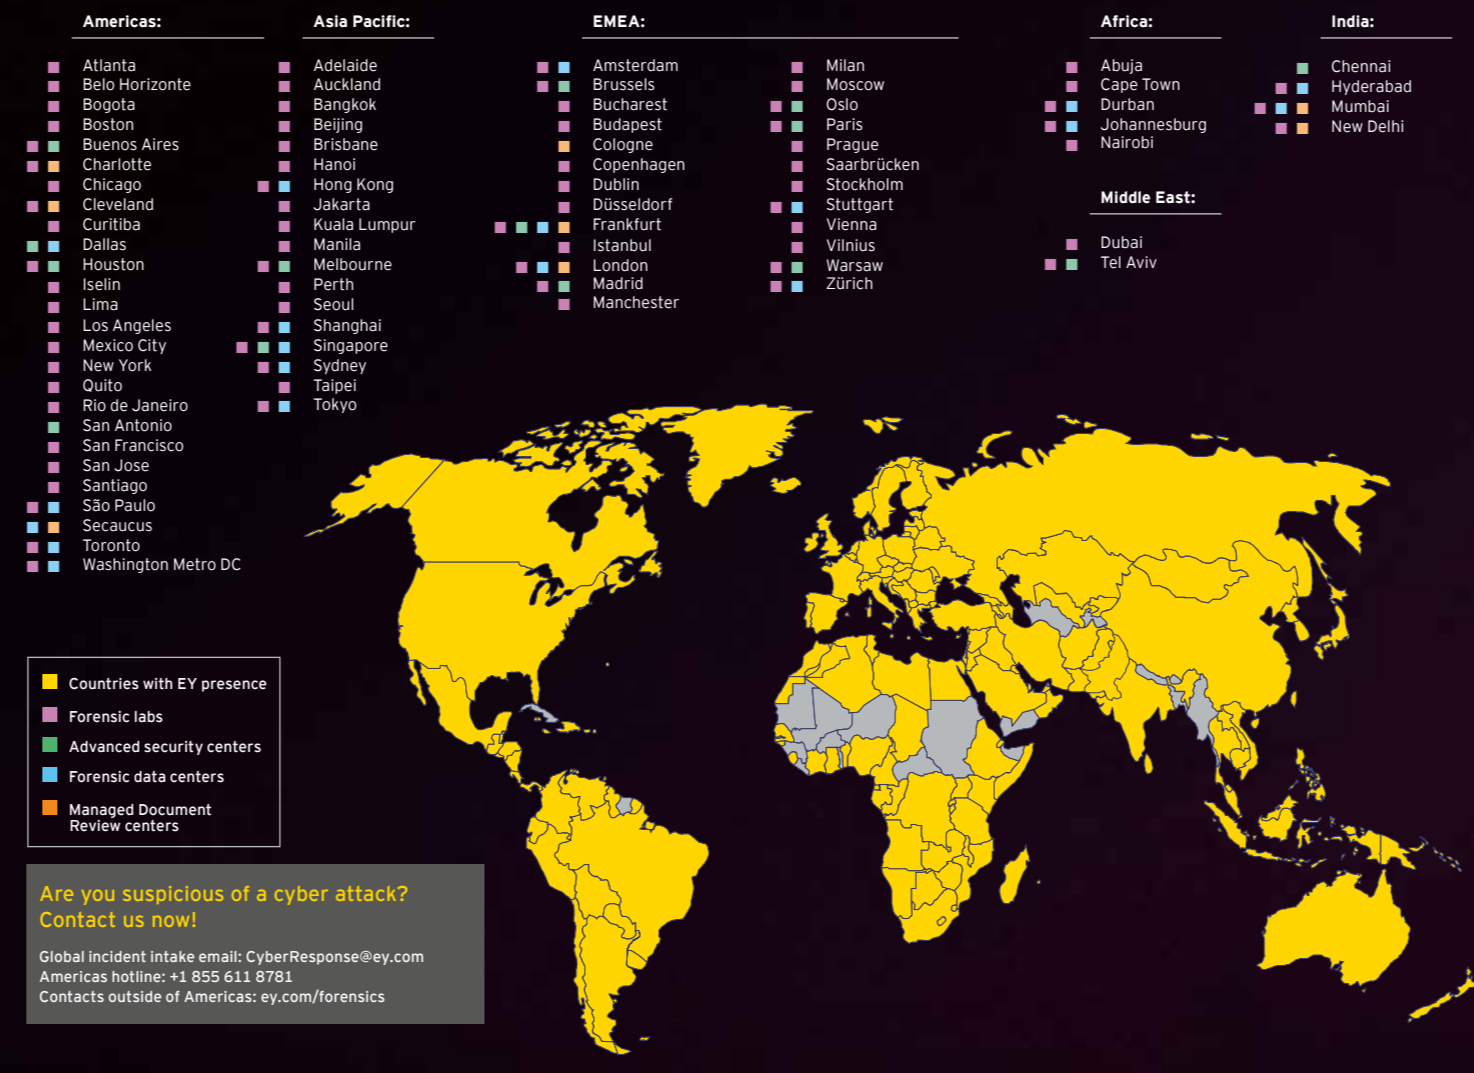 Americas:
Atlanta
Belo Horizonte
Bogota
Boston
Buenos Aires
Charlotte
Chicago
Cleveland
Curitiba
Dallas
Houston
Iselin
Lima
Los Angeles
Mexico City
New York
Quito
Rio de Janeiro
San Antonio
San Francisco
San Jose
Santiago
São Paulo
Secaucus
Toronto
Washington Metro DC
Asia Pacific:
Adelaide
Auckland
Bangkok
Beijing
Brisbane
Hanoi
Hong Kong
Jakarta
Kuala Lumpur
Manila
Melbourne
Perth
Seoul
Shanghai
Singapore
Sydney
Taipei
Tokyo
EMEA:
Amsterdam
Brussels
Bucharest
Budapest
Cologne
Copenhagen
Dublin
Düsseldorf
Frankfurt
Istanbul
London
Madrid
Manchester
Milan
Moscow
Oslo
Paris
Prague
Saarbrücken
Stockholm
Stuttgart
Vienna
Vilnius
Warsaw
Zürich
Africa:
Abuja
Cape Town
Durban
Johannesburg
Nairobi
Middle East:
Dubai
Tel Aviv
India:
Chennai
Hyderabad
Mumbai
New Delhi
Countries with EY presence
Forensic labs
Advanced security centers
Forensic data centers
Managed Document
Review centers
Are you suspicious of a cyber attack?
Contact us now!
Global incident intake email: CyberResponse@ey.com
Americas hotline: +1 855 611 8781
Contacts outside of Americas: ey.com/forensics